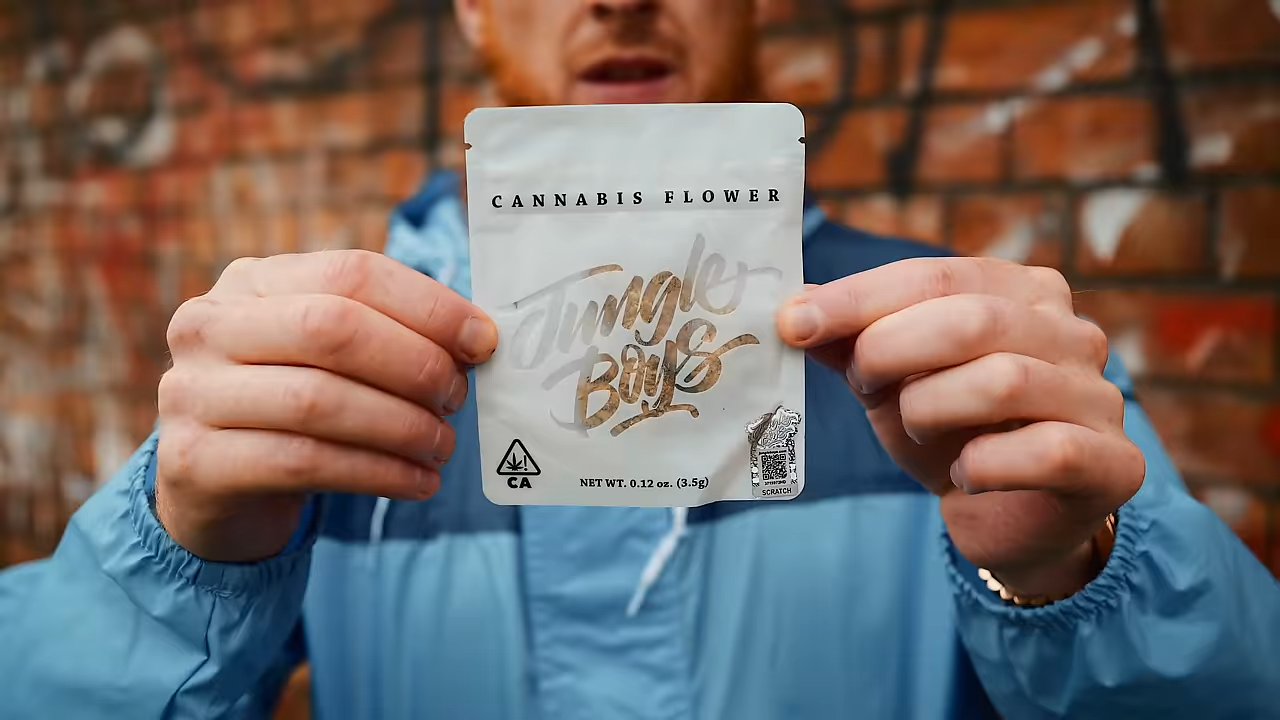 CANNABIS FLOWER
Jungle
Boys
CA
NET WT. 0.12 oz. (3.5g)
SCRATCH